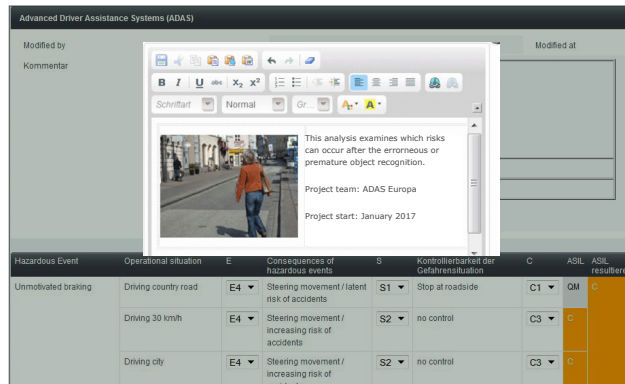 Advanced Driver Assistance Systems (ADAS)
Modified by
Modified at
Kommentar
B I U abc X2 X2
Schriftart
Normal
Gr...
This analysis examines which risks
can occur after the errorneous or
premature object recognition.
Project team: ADAS Europa
Project start: January 2017
Hazardous Event Operational situation E Consequences of hazardous events S Kontrollierbarkeit der Gefahrensituation C ASIL ASIL
Unmotivated braking Driving country road E4 Steering movement / latent risk of accidents S1 Stop at roadside C1 QM C
Driving 30 km/h E4 Steering movement / increasing risk of accidents S2 no control C3 C
Driving city E4 Steering movement / increasing risk of S2 no control C3 C